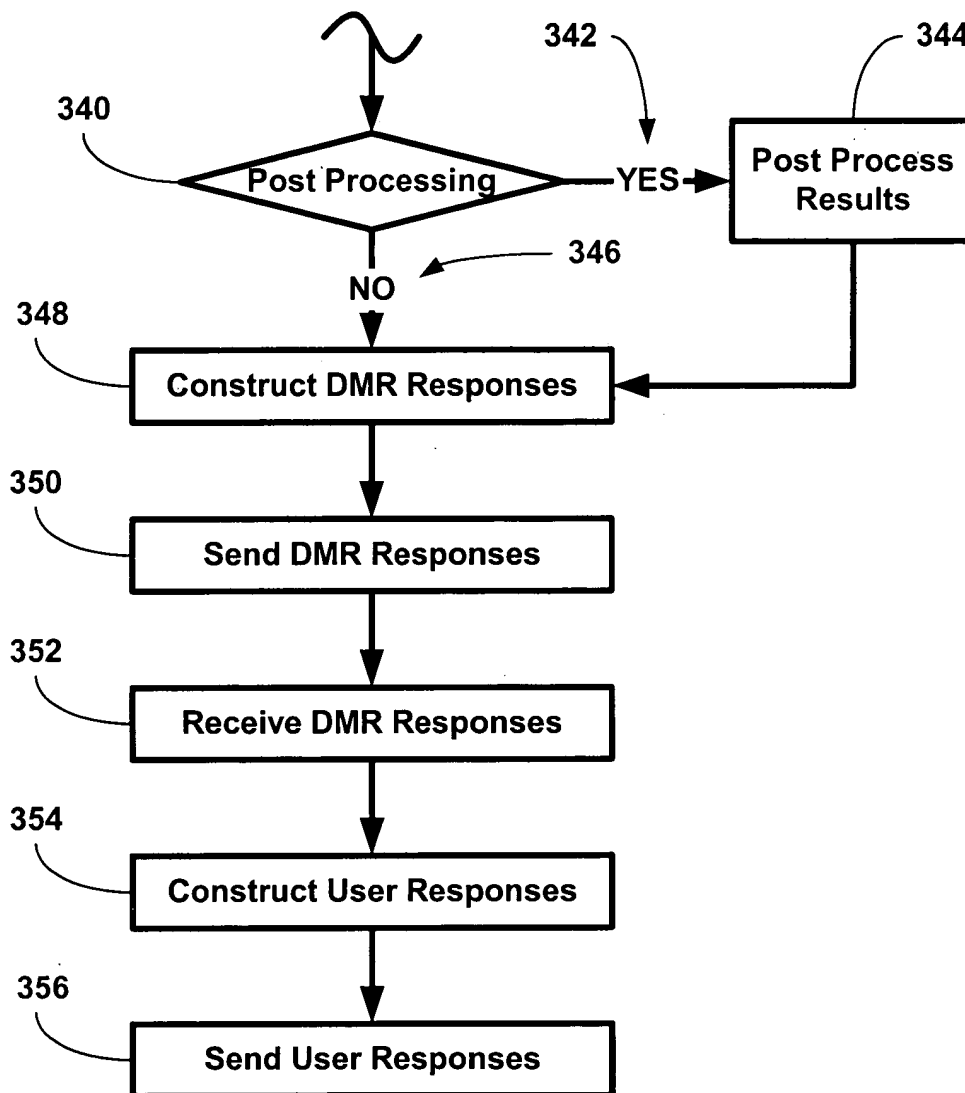 342
344
340
Post Processing
YES
Post Process
Results
346
NO
348
Construct DMR Responses
350
Send DMR Responses
352
Receive DMR Responses
354
Construct User Responses
356
Send User Responses